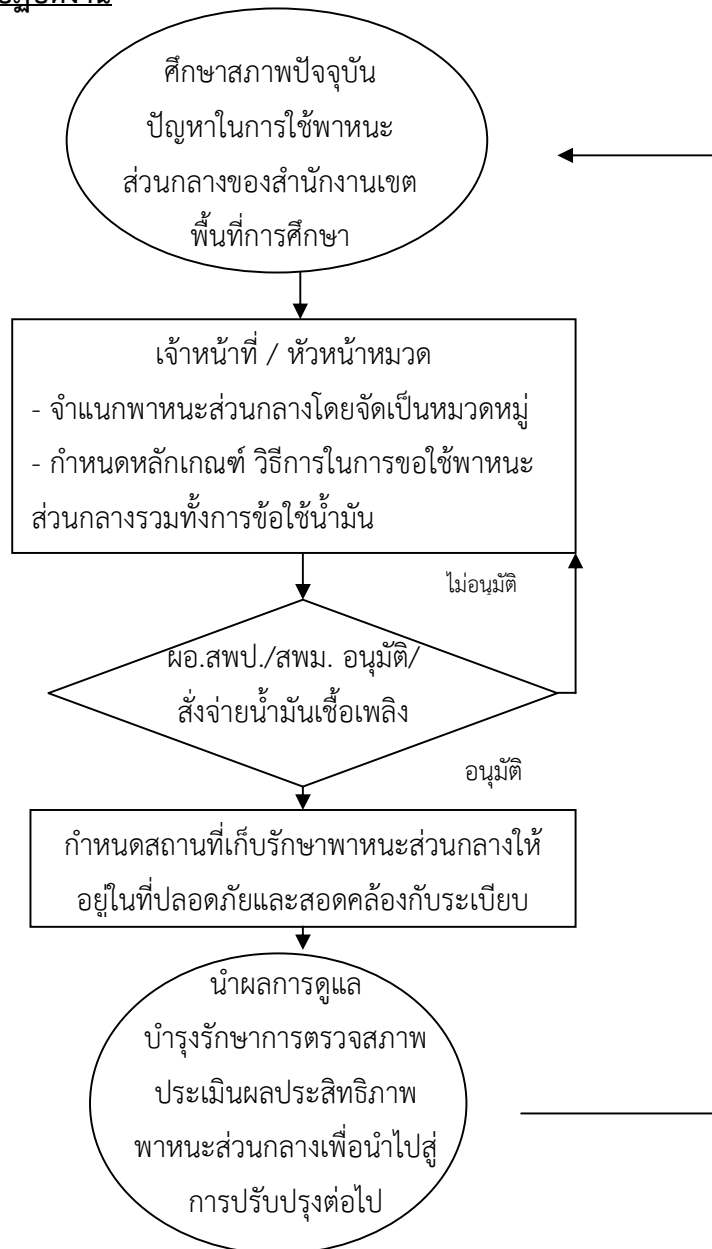 ศึกษาสภาพปัจจุบัน
ปัญหาในการใช้พาหนะ
ส่วนกลางของสำนักงานเขต
พื้นที่การศึกษา
เจ้าหน้าที่ / หัวหน้าหมวด
- จำแนกพาหนะส่วนกลางโดยจัดเป็นหมวดหมู่
- กำหนดหลักเกณฑ์ วิธีการในการขอใช้พาหนะ
ส่วนกลางรวมทั้งการข้อใช้น้ำมัน
ไม่อนุมัติ
ผอ.สพป./สพม. อนุมัติ/
สั่งจ่ายน้ำมันเชื้อเพลิง
อนุมัติ
กำหนดสถานที่เก็บรักษาพาหนะส่วนกลางให้
อยู่ในที่ปลอดภัยและสอดคล้องกับระเบียบ
นำผลการดูแล
บำรุงรักษาการตรวจสภาพ
ประเมินผลประสิทธิภาพ
พาหนะส่วนกลางเพื่อนำไปสู่
การปรับปรุงต่อไป